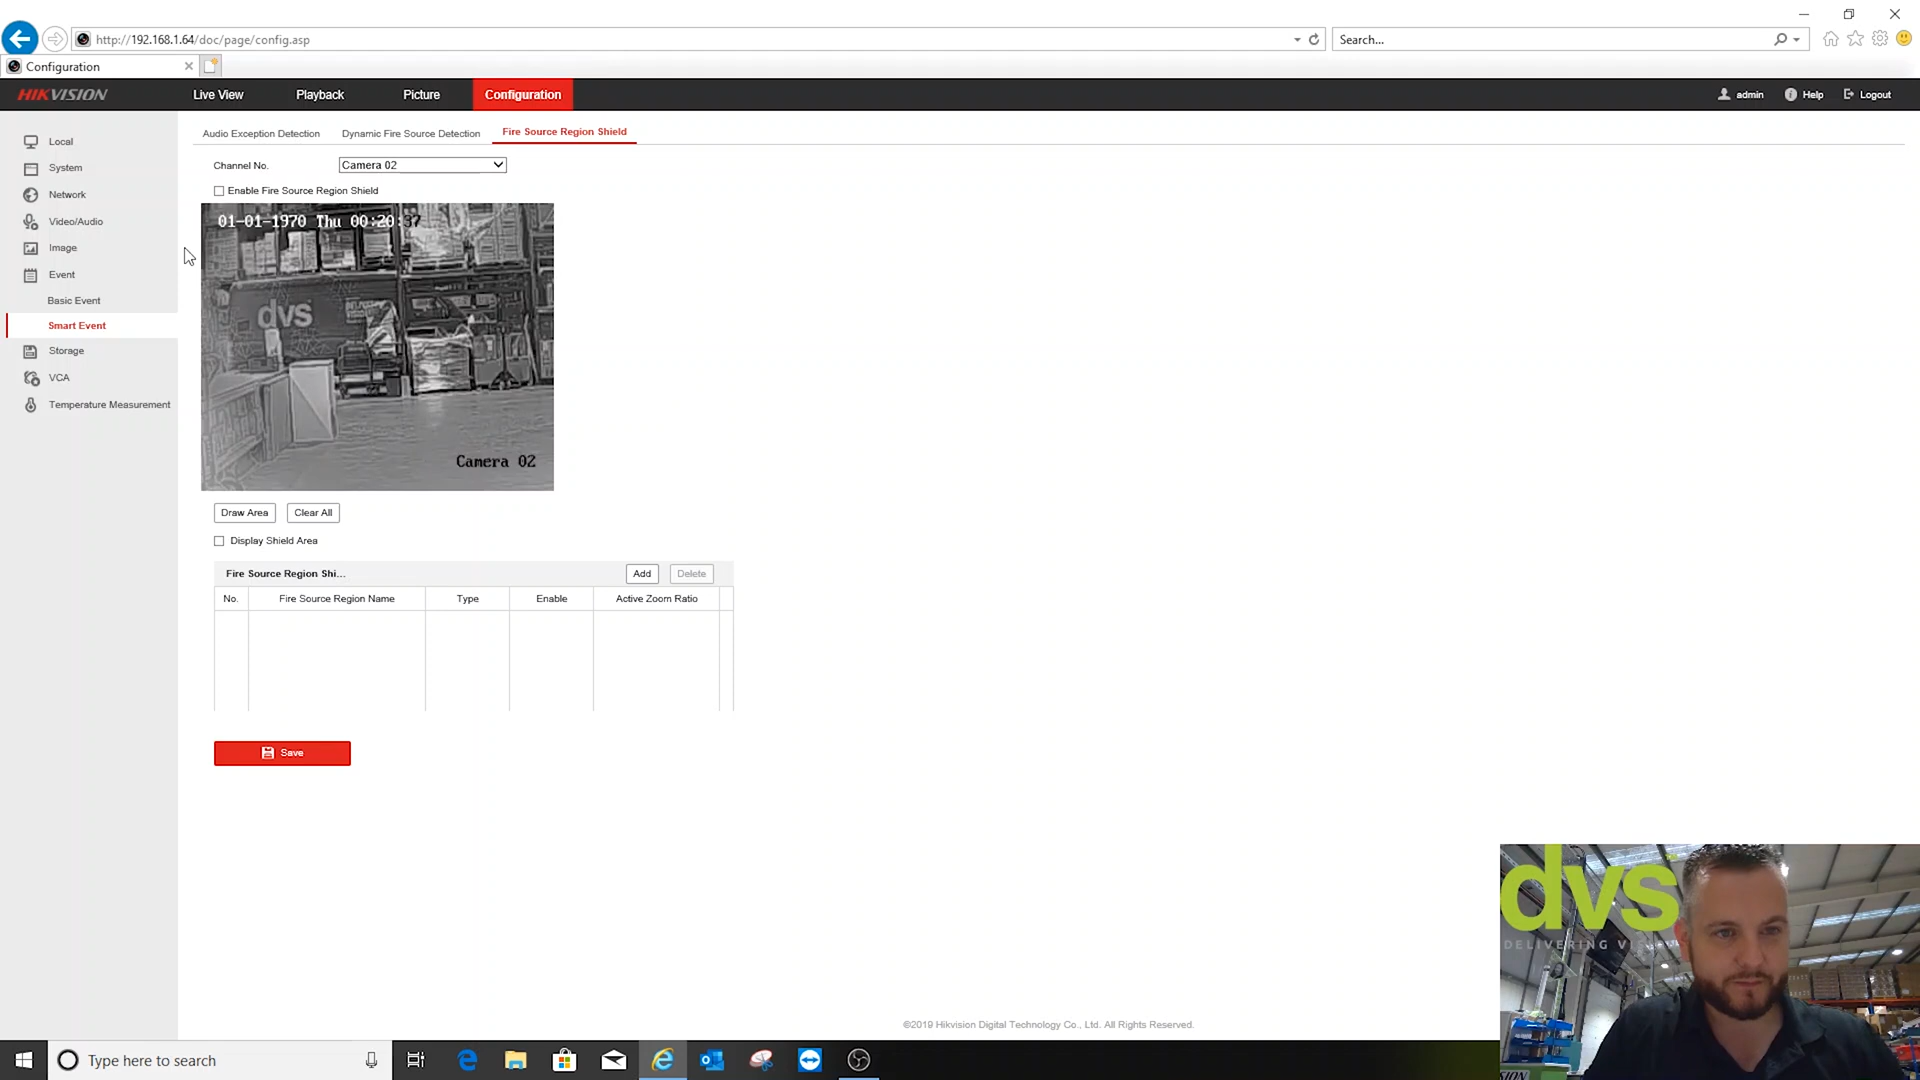 http://192.168.1.64/doc/page/config.asp
Search...
Configuration
HIKVISION
Live View
Playback
Picture
Configuration
admin
Help
Logout
Audio Exception Detection
Dynamic Fire Source Detection
Fire Source Region Shield
Local
System
Network
Video/Audio
Image
Event
Basic Event
Smart Event
Storage
VCA
Temperature Measurement
Channel No.
Camera 02
Enable Fire Source Region Shield
01-01-1970 Thu 00:20:37
dvs
Camera 02
Draw Area
Clear All
Display Shield Area
Fire Source Region Shi...
Add
Delete
No.
Fire Source Region Name
Type
Enable
Active Zoom Ratio
Save
dvs
DELIVERING
©2019 Hikvision Digital Technology Co., Ltd. All Rights Reserved.
Type here to search